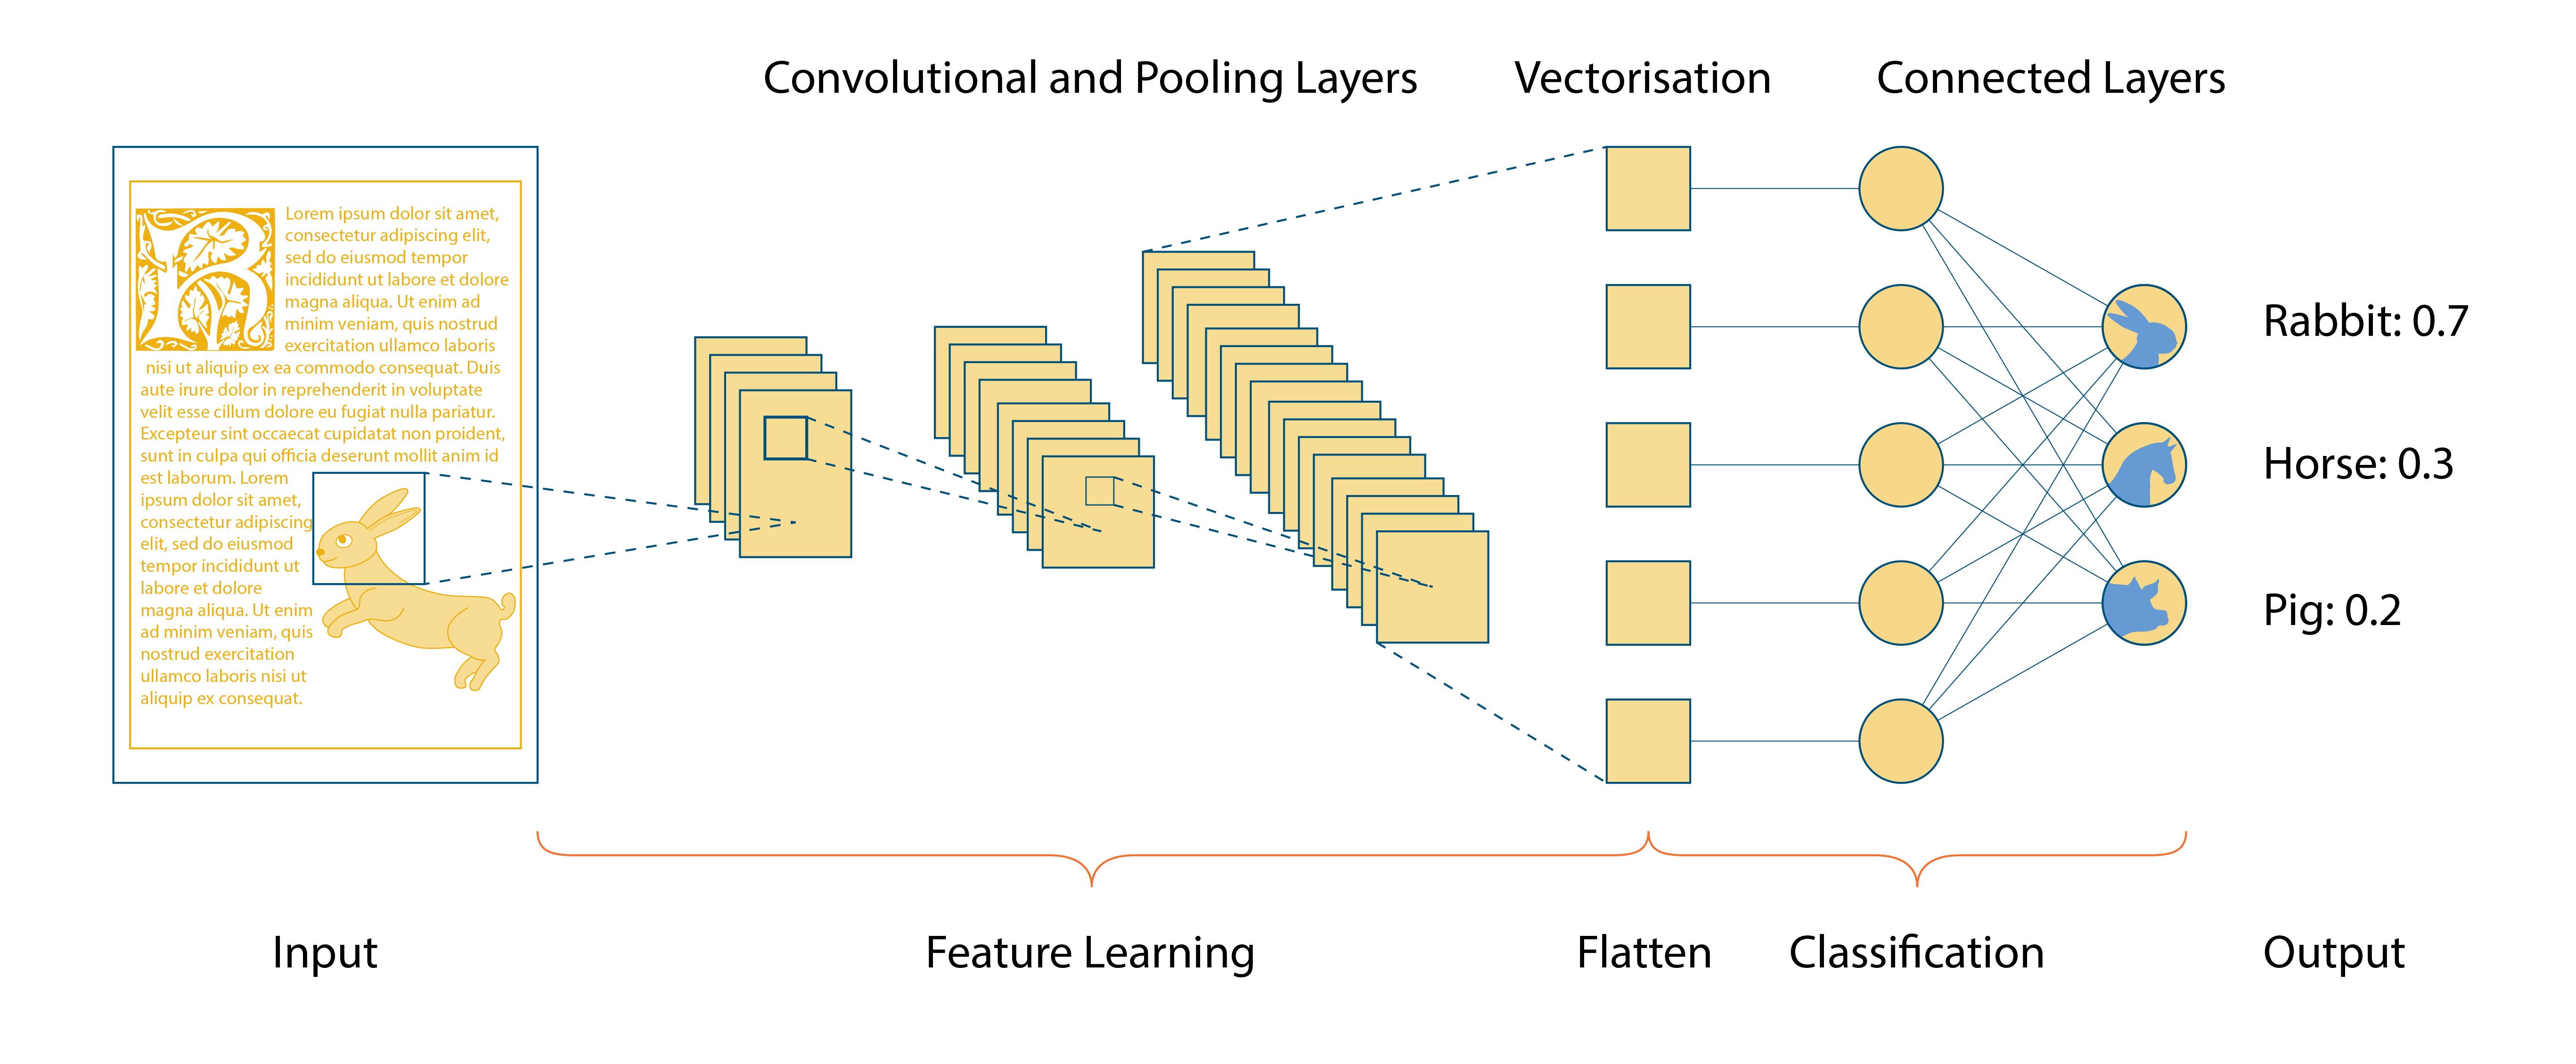 Convolutional and Pooling Layers
Vectorisation
Connected Layers
R
Lorem ipsum dolor sit amet,
consectetur adipiscing elit,
sed do eiusmod tempor
incididunt ut labore et dolore
magna aliqua. Ut enim ad
minim veniam, quis nostrud
exercitation ullamco laboris
nisi ut aliquip ex ea commodo consequat. Duis
aute irure dolor in reprehenderit in voluptate
velit esse cillum dolore eu fugiat nulla pariatur.
Excepteur sint occaecat cupidatat non proident,
sunt in culpa qui officia deserunt mollit anim id
est laborum. Lorem
ipsum dolor sit amet,
consectetur adipiscing
elit, sed do eiusmod
tempor incididunt ut
labore et dolore
magna aliqua. Ut enim
ad minim veniam, quis
nostrud exercitation
ullamco laboris nisi ut
aliquip ex consequat.
Rabbit: 0.7
Horse: 0.3
Pig: 0.2
Input
Feature Learning
Flatten
Classification
Output